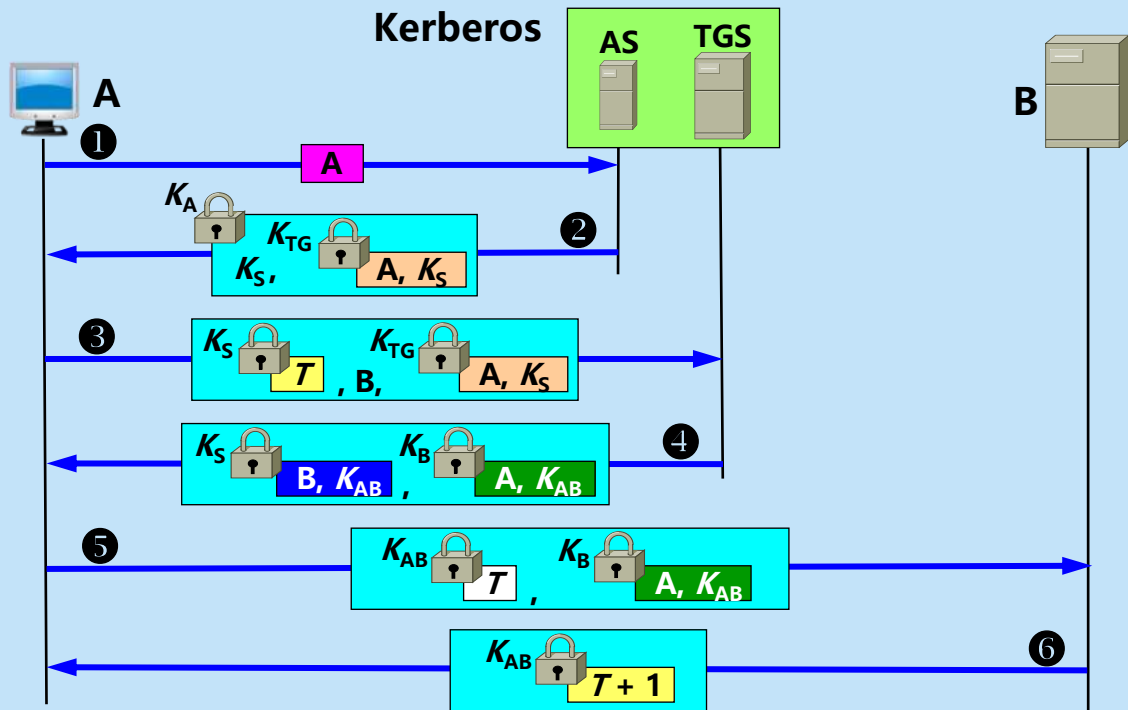 Kerberos
AS TGS
A
B
❶
A
K_A
❷
K_TG
K_S, A, K_S
❸
K_S K_TG
T , B, A, K_S
❹
K_S K_B
B, K_AB , A, K_AB
❺
K_AB K_B
T , A, K_AB
❻
K_AB
T + 1